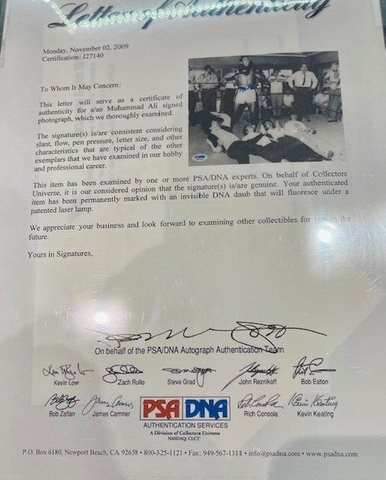 Letter of Authenticity
Monday, November 02, 2009
Certification: J27140
To Whom It May Concern:
This letter will serve as a certificate of
authenticity for a/an Muhammad Ali signed
photograph, which we thoroughly examined.
The signature(s) is/are consistent considering
slant, flow, pen pressure, letter size, and other
characteristics that are typical of the other
exemplars that we have examined in our hobby
and professional career.
This item has been examined by one or more PSA/DNA experts. On behalf of Collectors
Universe, it is our considered opinion that the signature(s) is/are genuine. Your authenticated
item has been permanently marked with an invisible DNA daub that will fluoresce under a
patented laser lamp.
We appreciate your business and look forward to examining other collectibles for you in the
future.
Yours in Signatures,
On behalf of the PSA/DNA Autograph Authentication Team
Kevin Low Zach Rullo Steve Grad John Reznikoff Bob Eaton
Bob Zafian James Camner PSA DNA Rich Consola Kevin Keating
AUTHENTICATION SERVICES
A Division of Collectors Universe
NASDAQ: CLCT
P.O. Box 6180, Newport Beach, CA 92658 • 800-325-1121 • Fax: 949-567-1311 • info@psadna.com • www.psadna.com